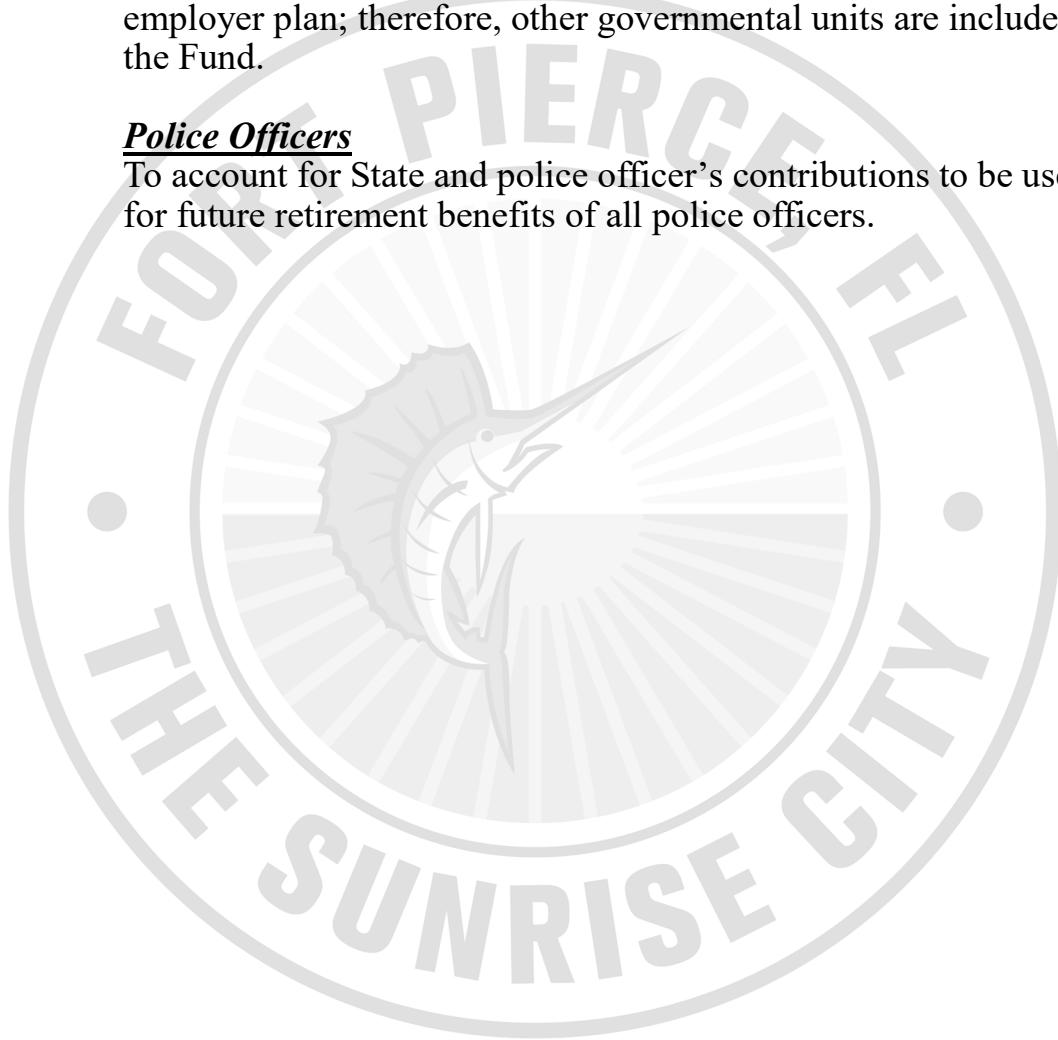 employer plan; therefore, other governmental units are include
the Fund.
Police Officers
To account for State and police officer’s contributions to be use
for future retirement benefits of all police officers.
FORT PIERCE, FL
THE SUNRISE CITY